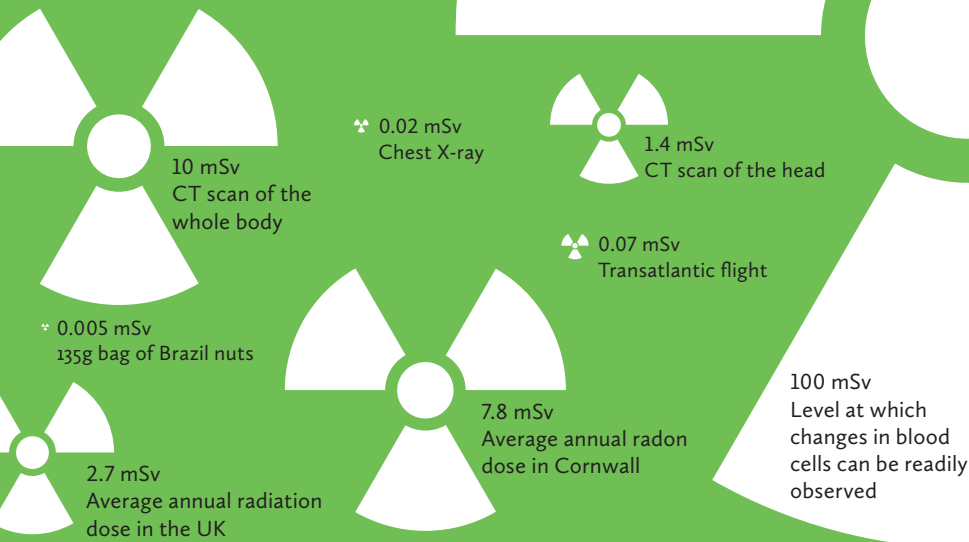 10 mSv
CT scan of the
whole body
0.02 mSv
Chest X-ray
1.4 mSv
CT scan of the head
0.07 mSv
Transatlantic flight
0.005 mSv
135g bag of Brazil nuts
2.7 mSv
Average annual radiation
dose in the UK
7.8 mSv
Average annual radon
dose in Cornwall
100 mSv
Level at which
changes in blood
cells can be readily
observed